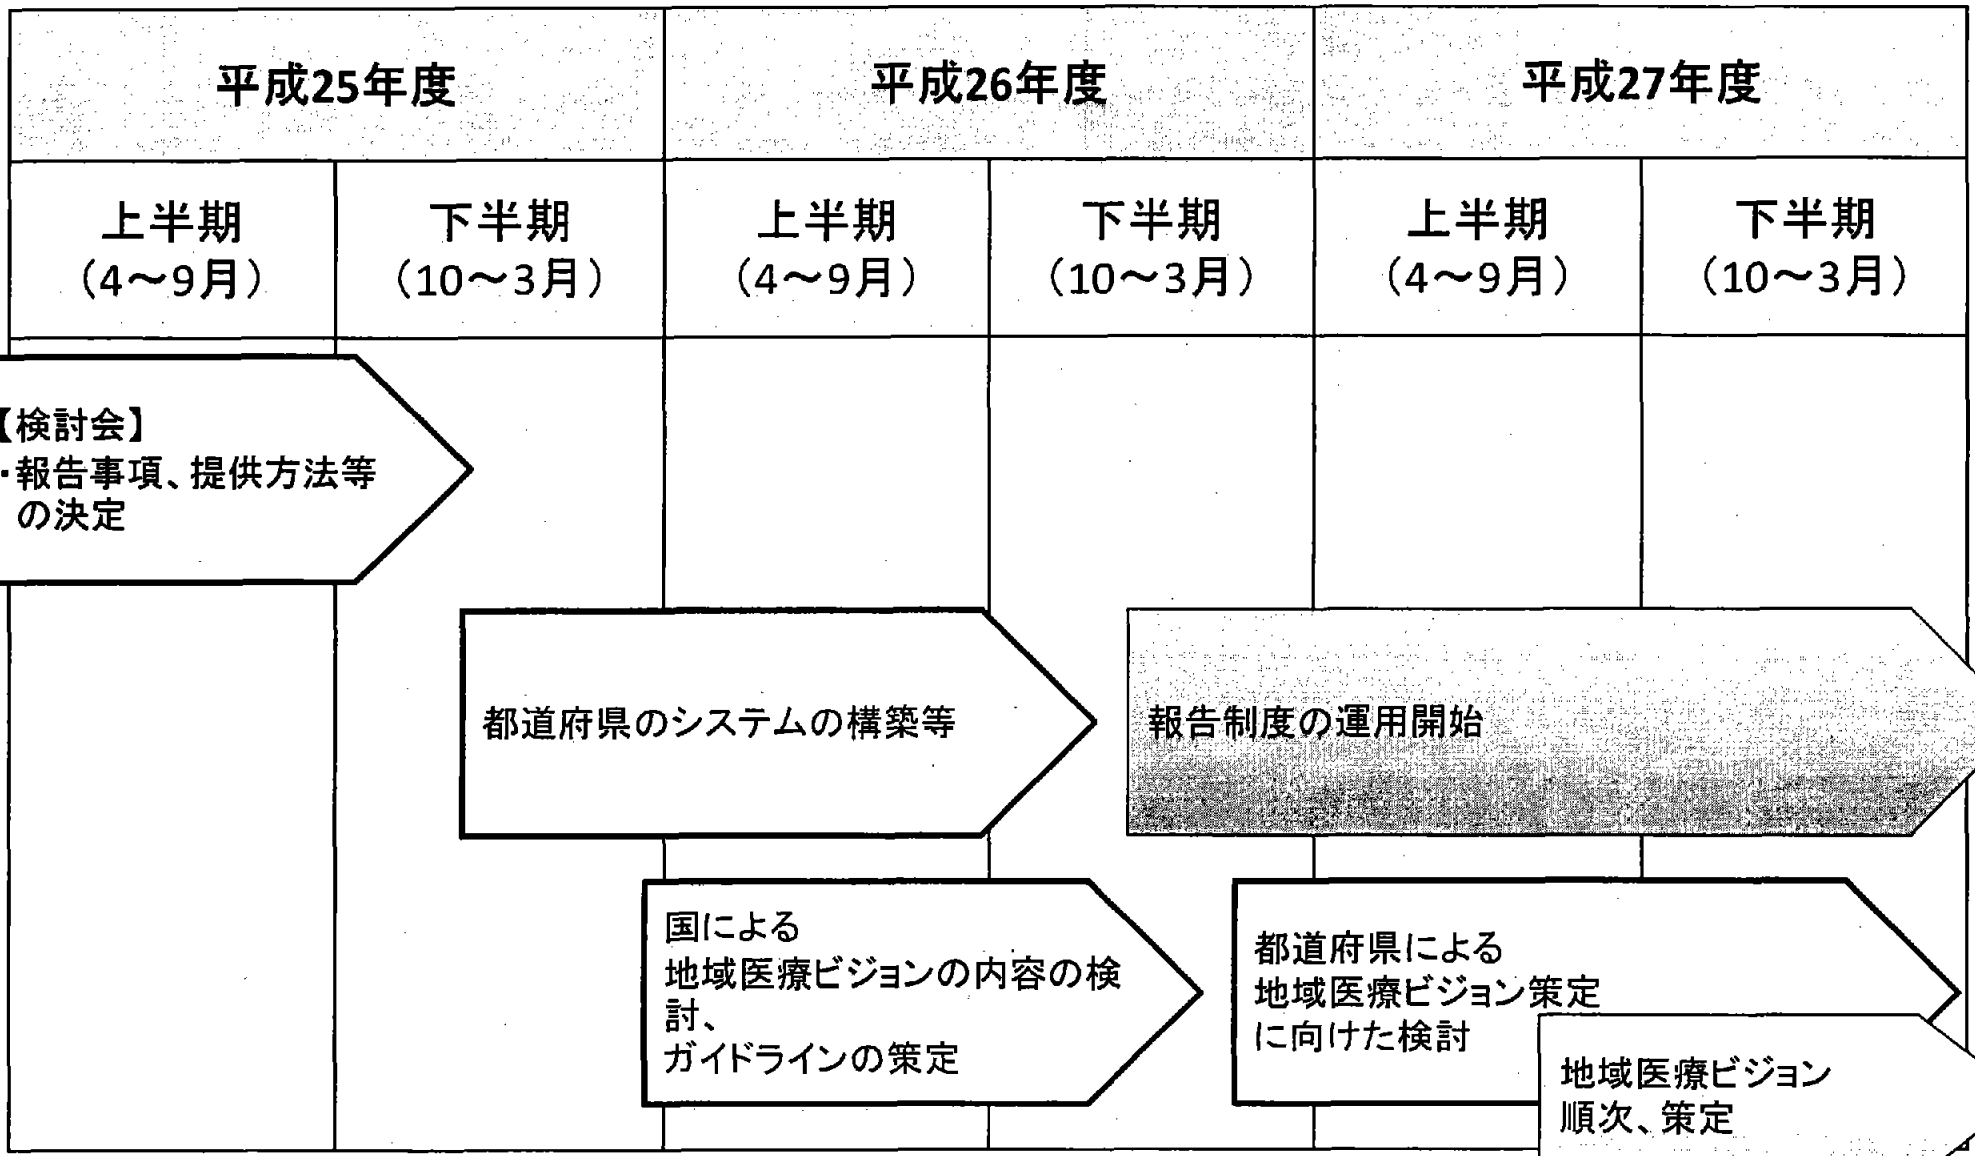 平成25年度
平成26年度
平成27年度
上半期
(4～9月)
下半期
(10～3月)
上半期
(4～9月)
下半期
(10～3月)
上半期
(4～9月)
下半期
(10～3月)
【検討会】
・報告事項、提供方法等
の決定
都道府県のシステムの構築等
報告制度の運用開始
国による
地域医療ビジョンの内容の検
討、
ガイドラインの策定
都道府県による
地域医療ビジョン策定
に向けた検討
地域医療ビジョン
順次、策定